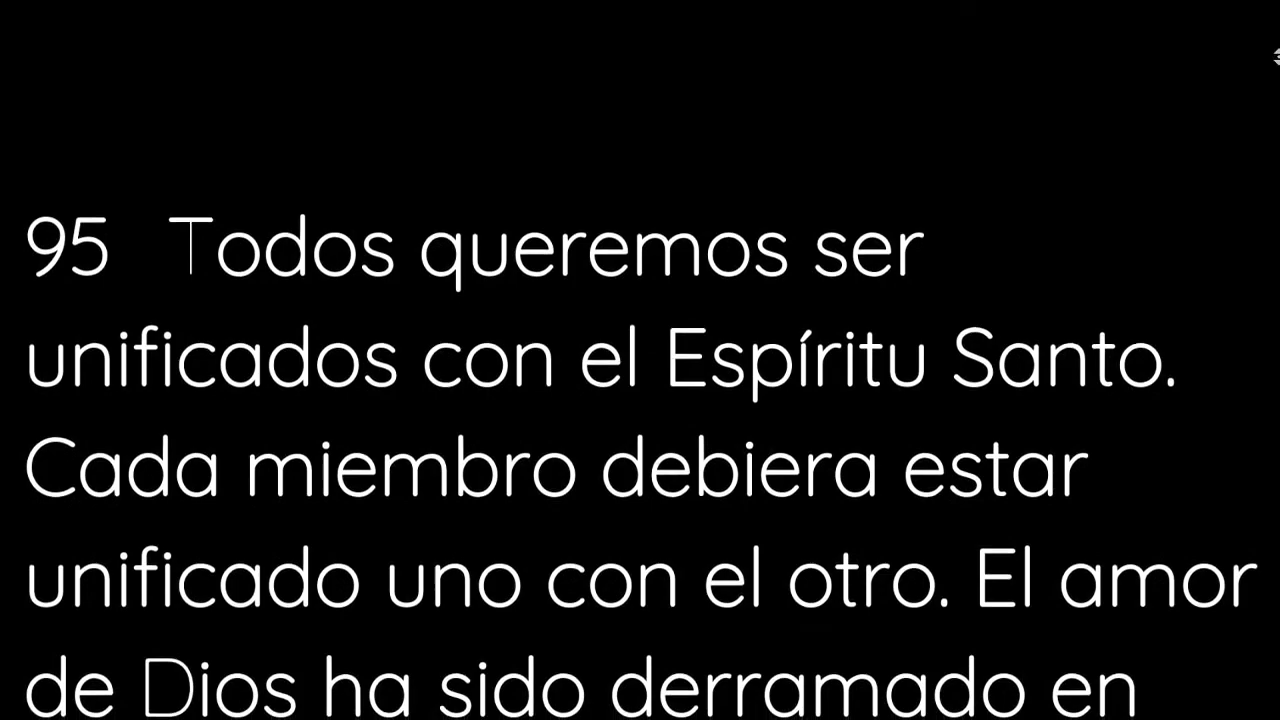 95 Todos queremos ser
unificados con el Espíritu Santo.
Cada miembro debiera estar
unificado uno con el otro. El amor
de Dios ha sido derramado en